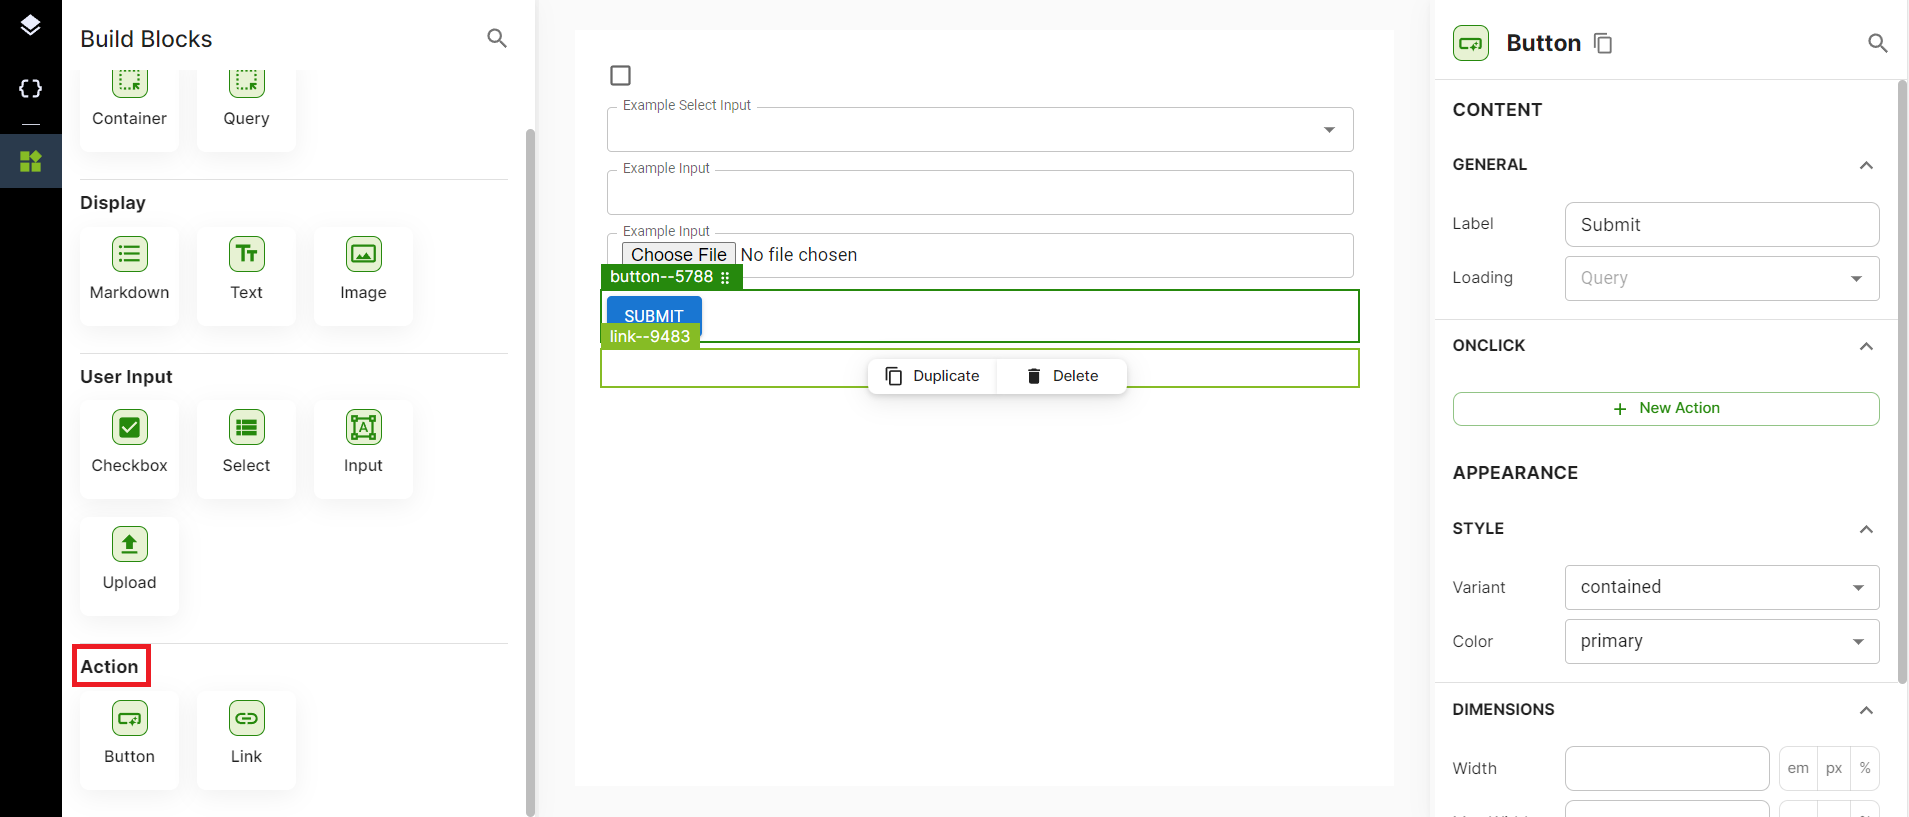 Build Blocks
Container
Query
Display
Markdown
Text
Image
User Input
Checkbox
Select
Input
Upload
Action
Button
Link
Example Select Input
Example Input
Example Input
Choose File No file chosen
button--5788
SUBMIT
link--9483
Duplicate
Delete
Button
CONTENT
GENERAL
Label
Submit
Loading
Query
ONCLICK
+ New Action
APPEARANCE
STYLE
Variant
contained
Color
primary
DIMENSIONS
Width
em px %